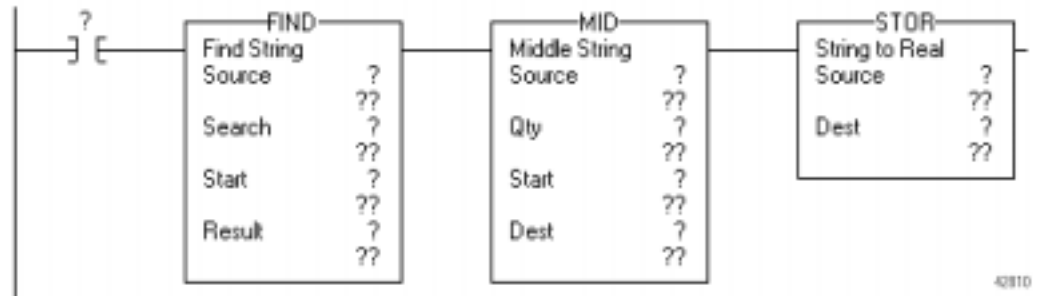 ?
FIND
Find String
Source ?
??
Search ?
??
Start ?
??
Result ?
??
MID
Middle String
Source ?
??
Qty ?
??
Start ?
??
Dest ?
??
STOR
String to Real
Source ?
??
Dest ?
??
42810